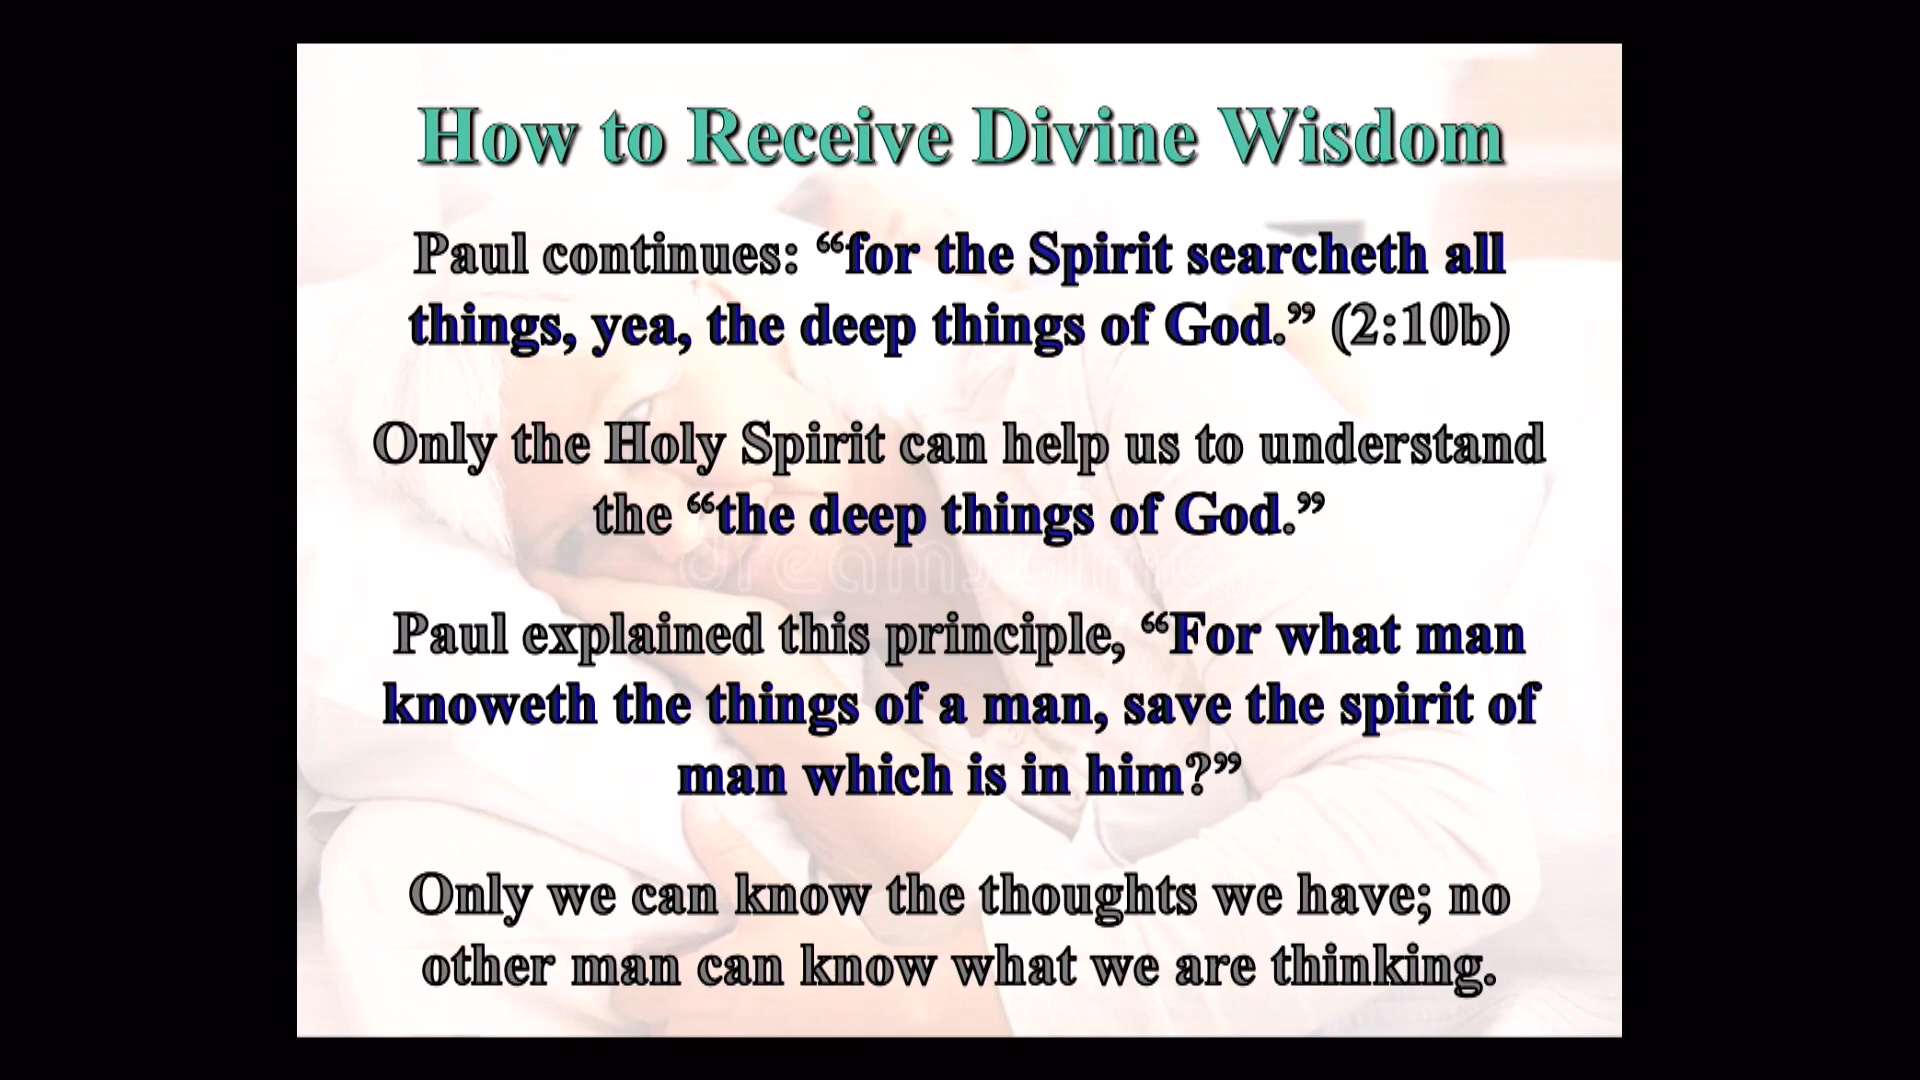 How to Receive Divine Wisdom
Paul continues: “for the Spirit searcheth all
things, yea, the deep things of God.” (2:10b)
Only the Holy Spirit can help us to understand
the “the deep things of God.”
dreamstime
Paul explained this principle, “For what man
knoweth the things of a man, save the spirit of
man which is in him?”
Only we can know the thoughts we have; no
other man can know what we are thinking.